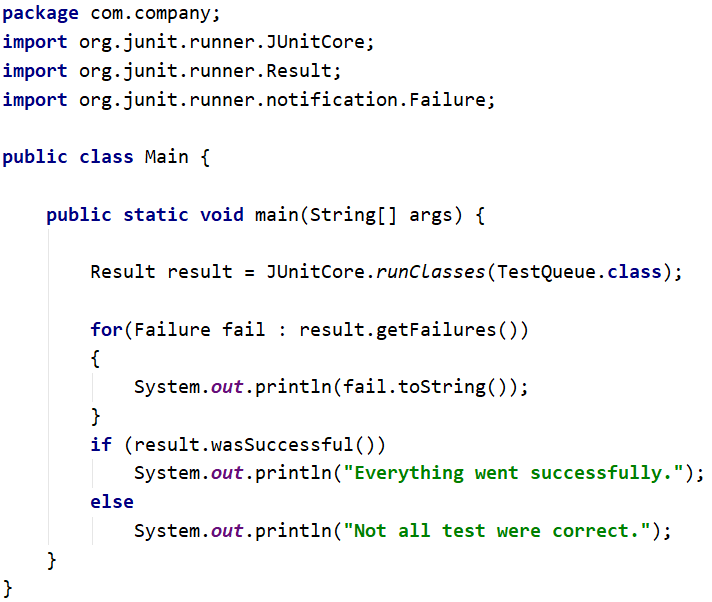 package com.company;
import org.junit.runner.JUnitCore;
import org.junit.runner.Result;
import org.junit.runner.notification.Failure;

public class Main {

    public static void main(String[] args) {

        Result result = JUnitCore.runClasses(TestQueue.class);

        for(Failure fail : result.getFailures())
        {
            System.out.println(fail.toString());
        }
        if (result.wasSuccessful())
            System.out.println("Everything went successfully.");
        else
            System.out.println("Not all test were correct.");
    }
}